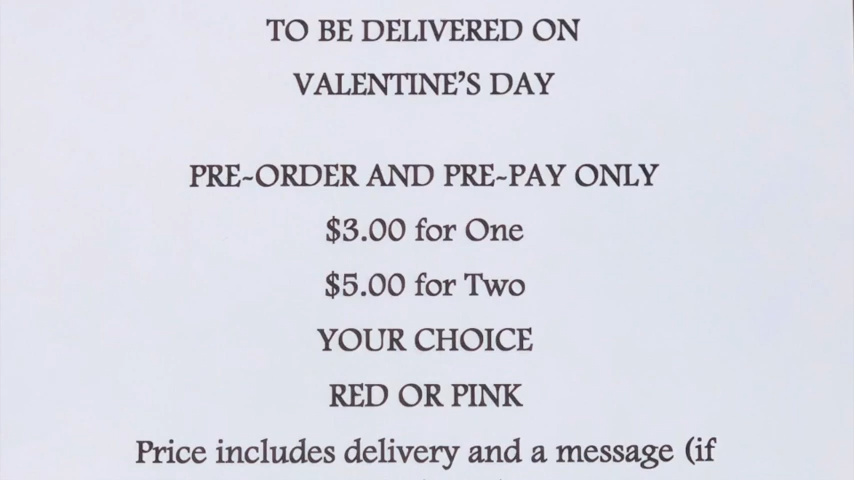 TO BE DELIVERED ON
VALENTINE'S DAY
PRE-ORDER AND PRE-PAY ONLY
$3.00 for One
$5.00 for Two
YOUR CHOICE
RED OR PINK
Price includes delivery and a message (if